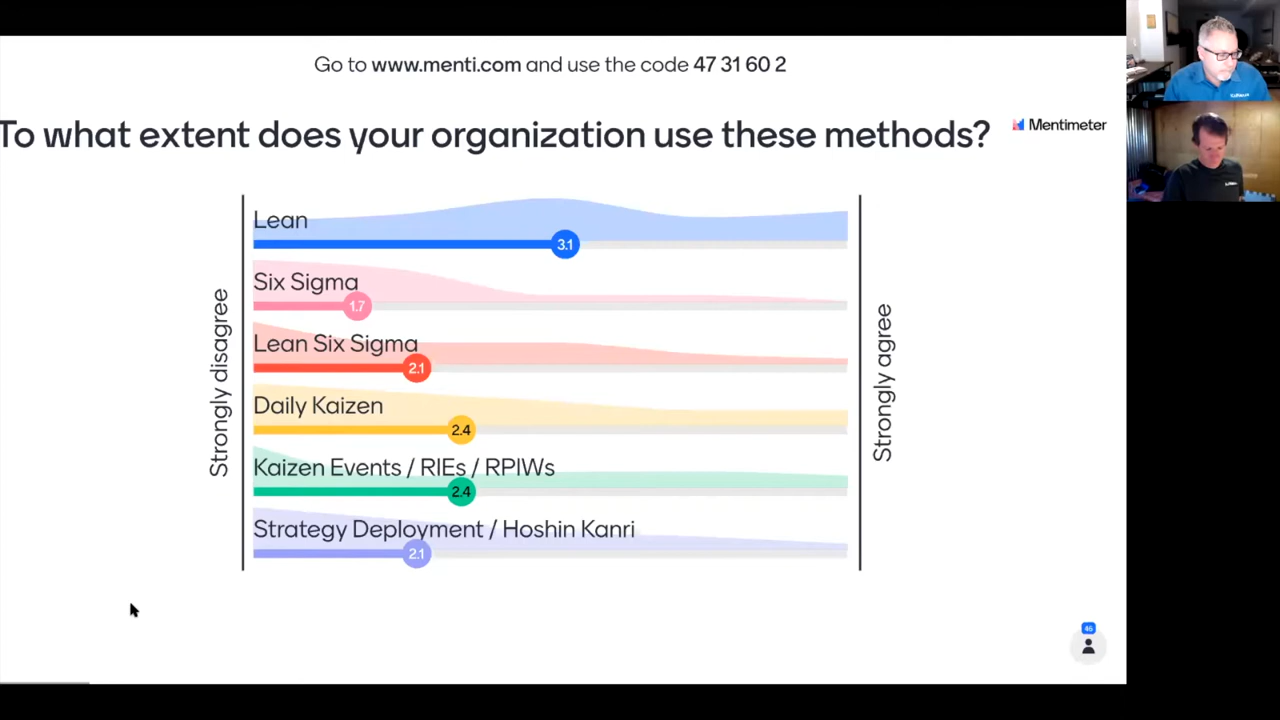 Go to www.menti.com and use the code 47 31 60 2
To what extent does your organization use these methods?
Mentimeter
Strongly disagree
Lean
3.1
Six Sigma
1.7
Lean Six Sigma
2.1
Daily Kaizen
2.4
Kaizen Events / RIEs / RPIWs
2.4
Strategy Deployment / Hoshin Kanri
2.1
Strongly agree
46